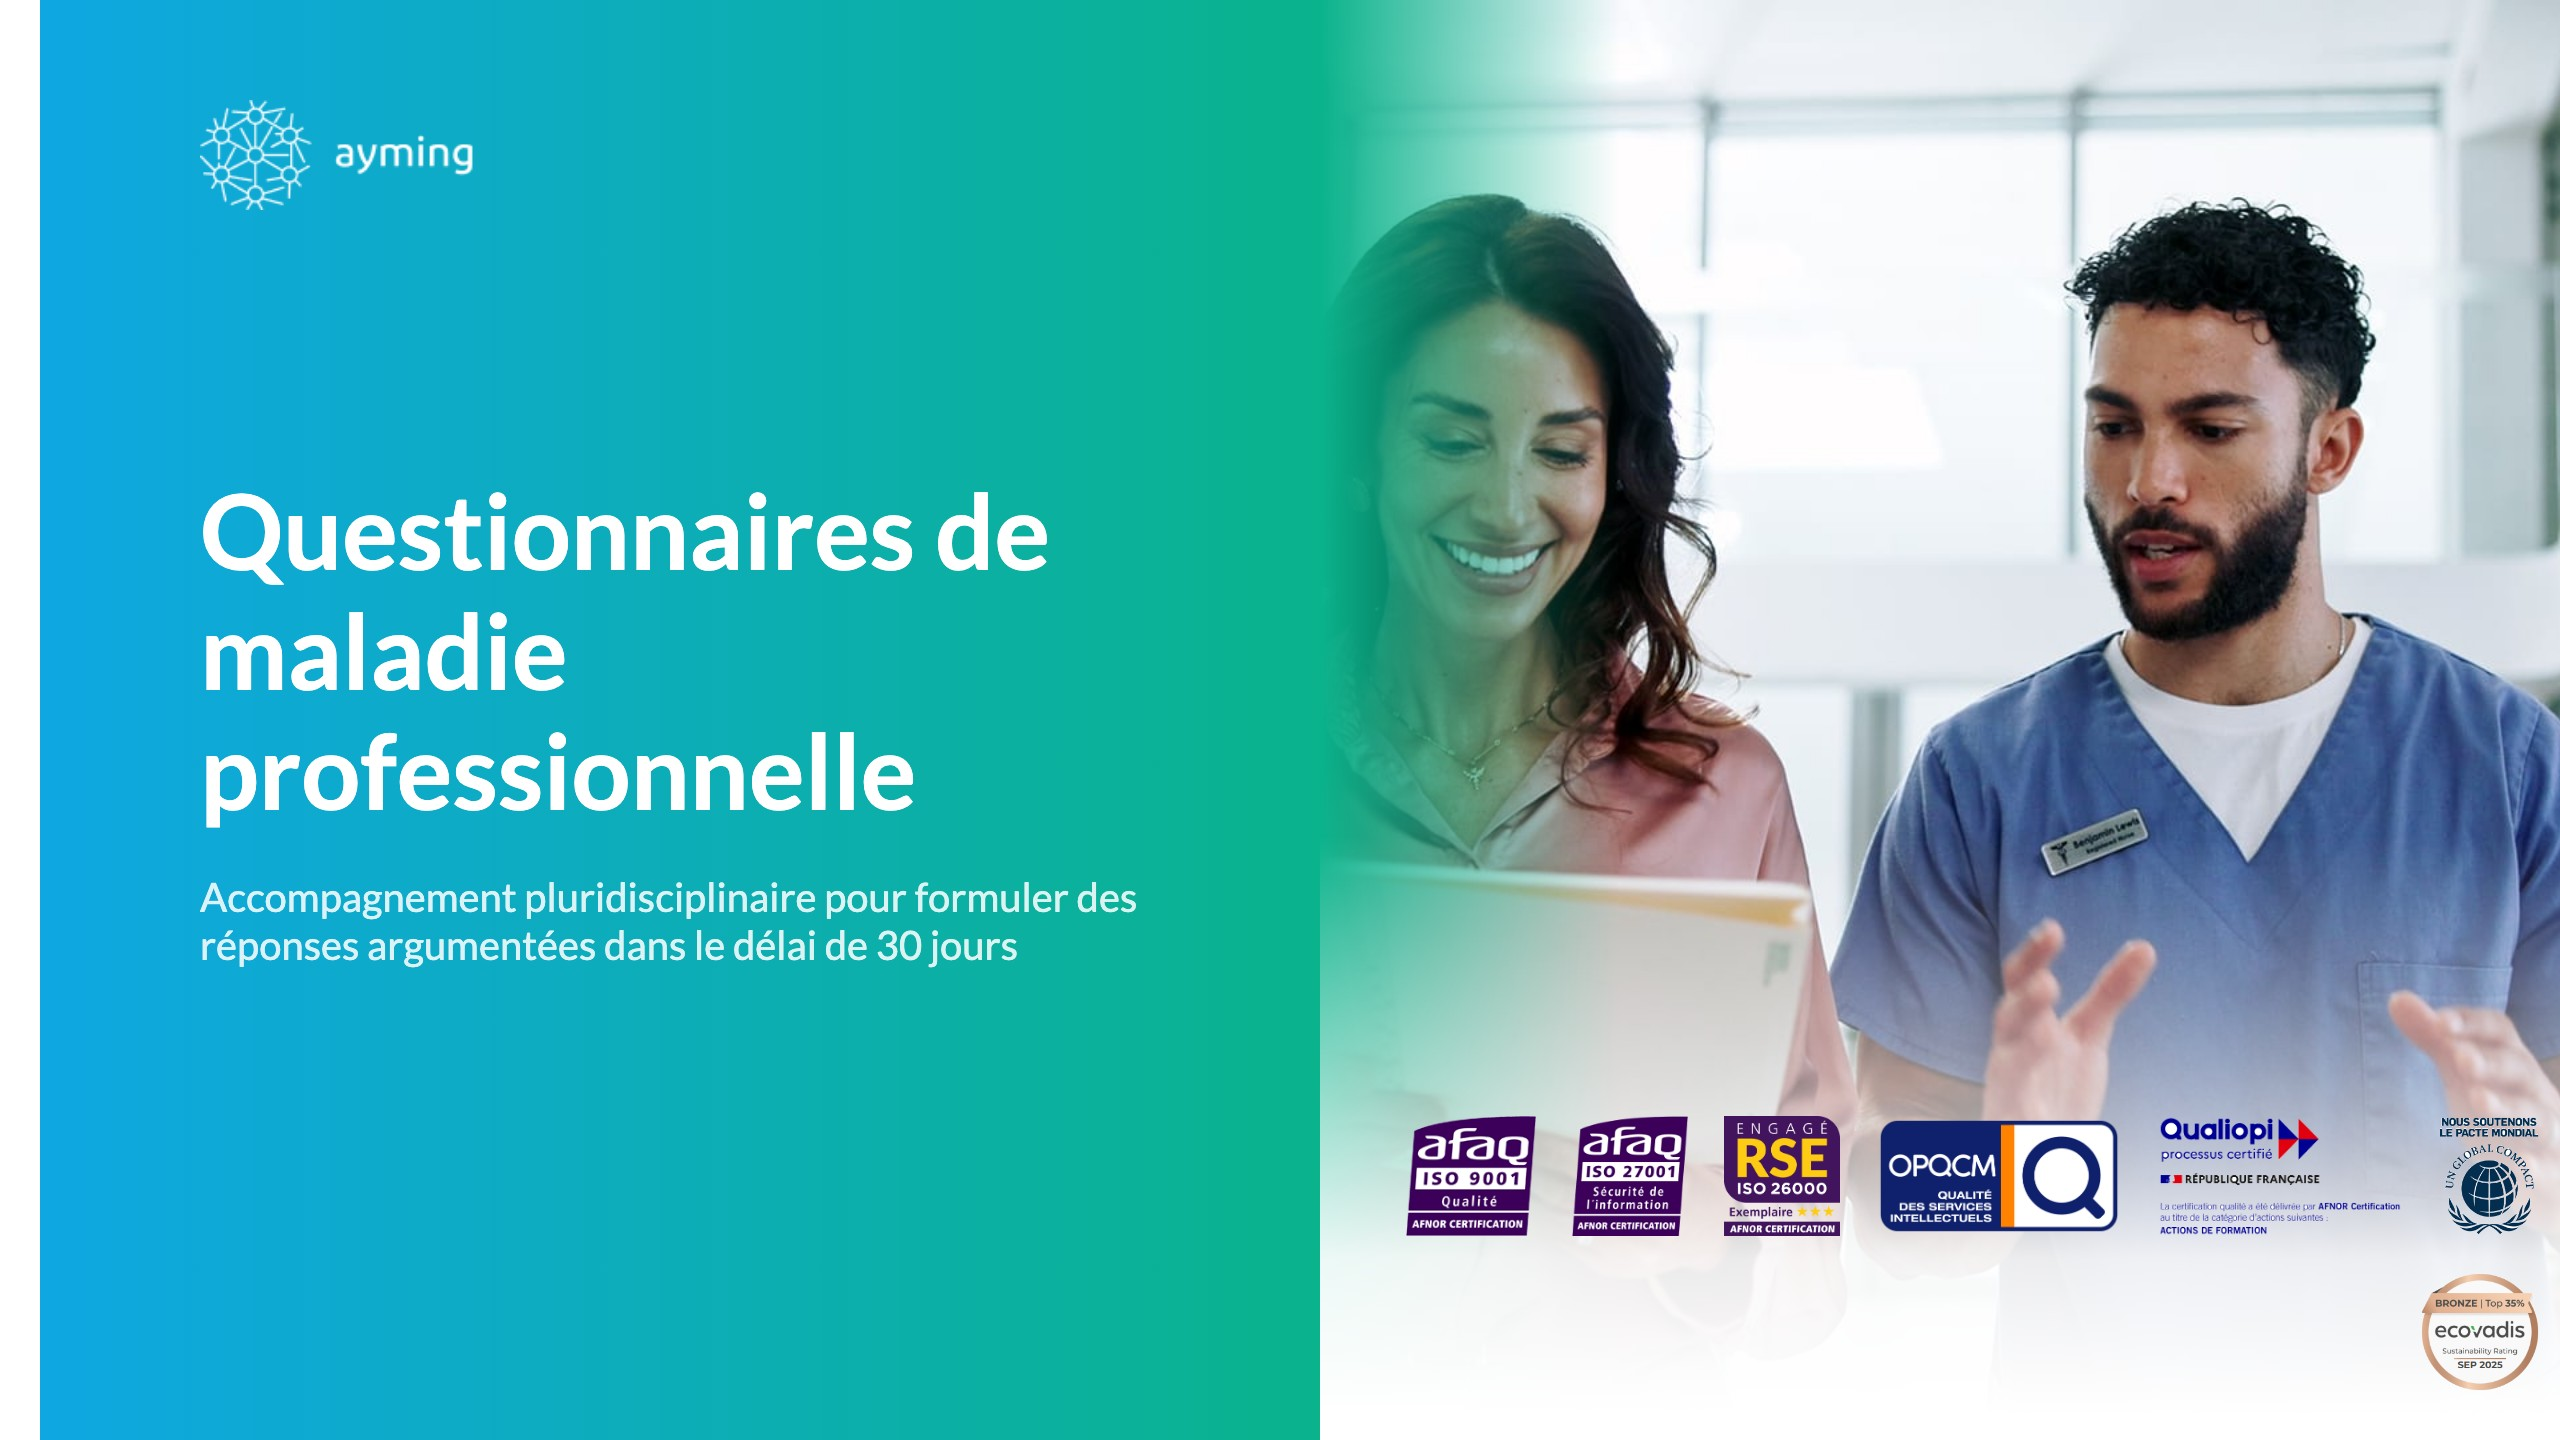 ayming
Questionnaires de
maladie
professionnelle
Accompagnement pluridisciplinaire pour formuler des
réponses argumentées dans le délai de 30 jours
Benjamin Lewis
Registered Nurse
afaq
ISO 9001
Qualité
AFNOR CERTIFICATION
afaq
ISO 27001
Sécurité de
l'information
AFNOR CERTIFICATION
ENGAGÉ
RSE
ISO 26000
Exemplaire
AFNOR CERTIFICATION
OPQCM
QUALITÉ
DES SERVICES
INTELLECTUELS
Qualiopi
processus certifié
RÉPUBLIQUE FRANÇAISE
La certification qualité a été délivrée par AFNOR Certification
au titre de la catégorie d'actions suivantes :
ACTIONS DE FORMATION
NOUS SOUTENONS
LE PACTE MONDIAL
UN GLOBAL COMPACT
BRONZE | Top 35%
ecovadis
Sustainability Rating
SEP 2025